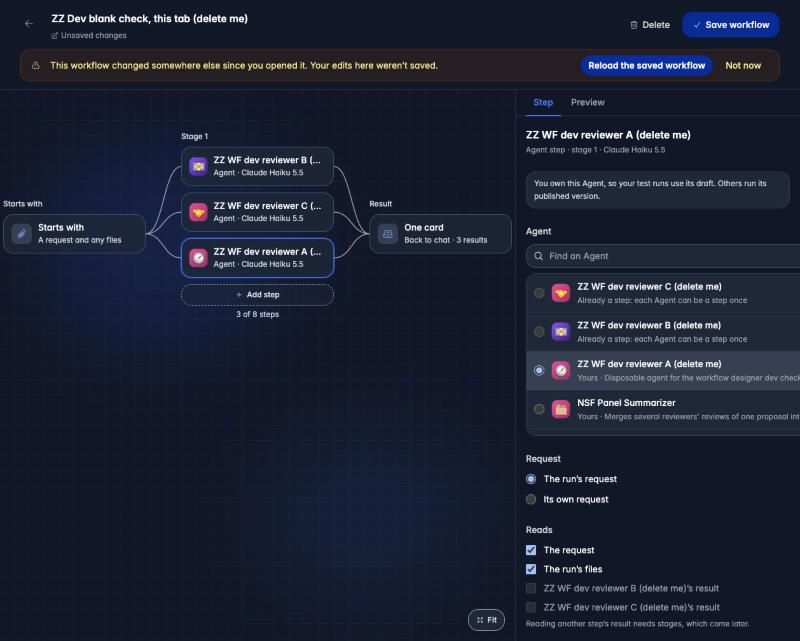 ZZ Dev blank check, this tab (delete me)
Unsaved changes
Delete
Save workflow
This workflow changed somewhere else since you opened it. Your edits here weren't saved.
Reload the saved workflow
Not now
Stage 1
ZZ WF dev reviewer B (...
Agent · Claude Haiku 5.5
Starts with
Starts with
A request and any files
ZZ WF dev reviewer C (...
Agent · Claude Haiku 5.5
Result
One card
Back to chat · 3 results
ZZ WF dev reviewer A (...
Agent · Claude Haiku 5.5
+ Add step
3 of 8 steps
Fit
Step
Preview
ZZ WF dev reviewer A (delete me)
Agent step · stage 1 · Claude Haiku 5.5
You own this Agent, so your test runs use its draft. Others run its
published version.
Agent
Find an Agent
ZZ WF dev reviewer C (delete me)
Already a step: each Agent can be a step once
ZZ WF dev reviewer B (delete me)
Already a step: each Agent can be a step once
ZZ WF dev reviewer A (delete me)
Yours · Disposable agent for the workflow designer dev check
NSF Panel Summarizer
Yours · Merges several reviewers' reviews of one proposal int
Request
The run's request
Its own request
Reads
The request
The run's files
ZZ WF dev reviewer B (delete me)'s result
ZZ WF dev reviewer C (delete me)'s result
Reading another step's result needs stages, which come later.